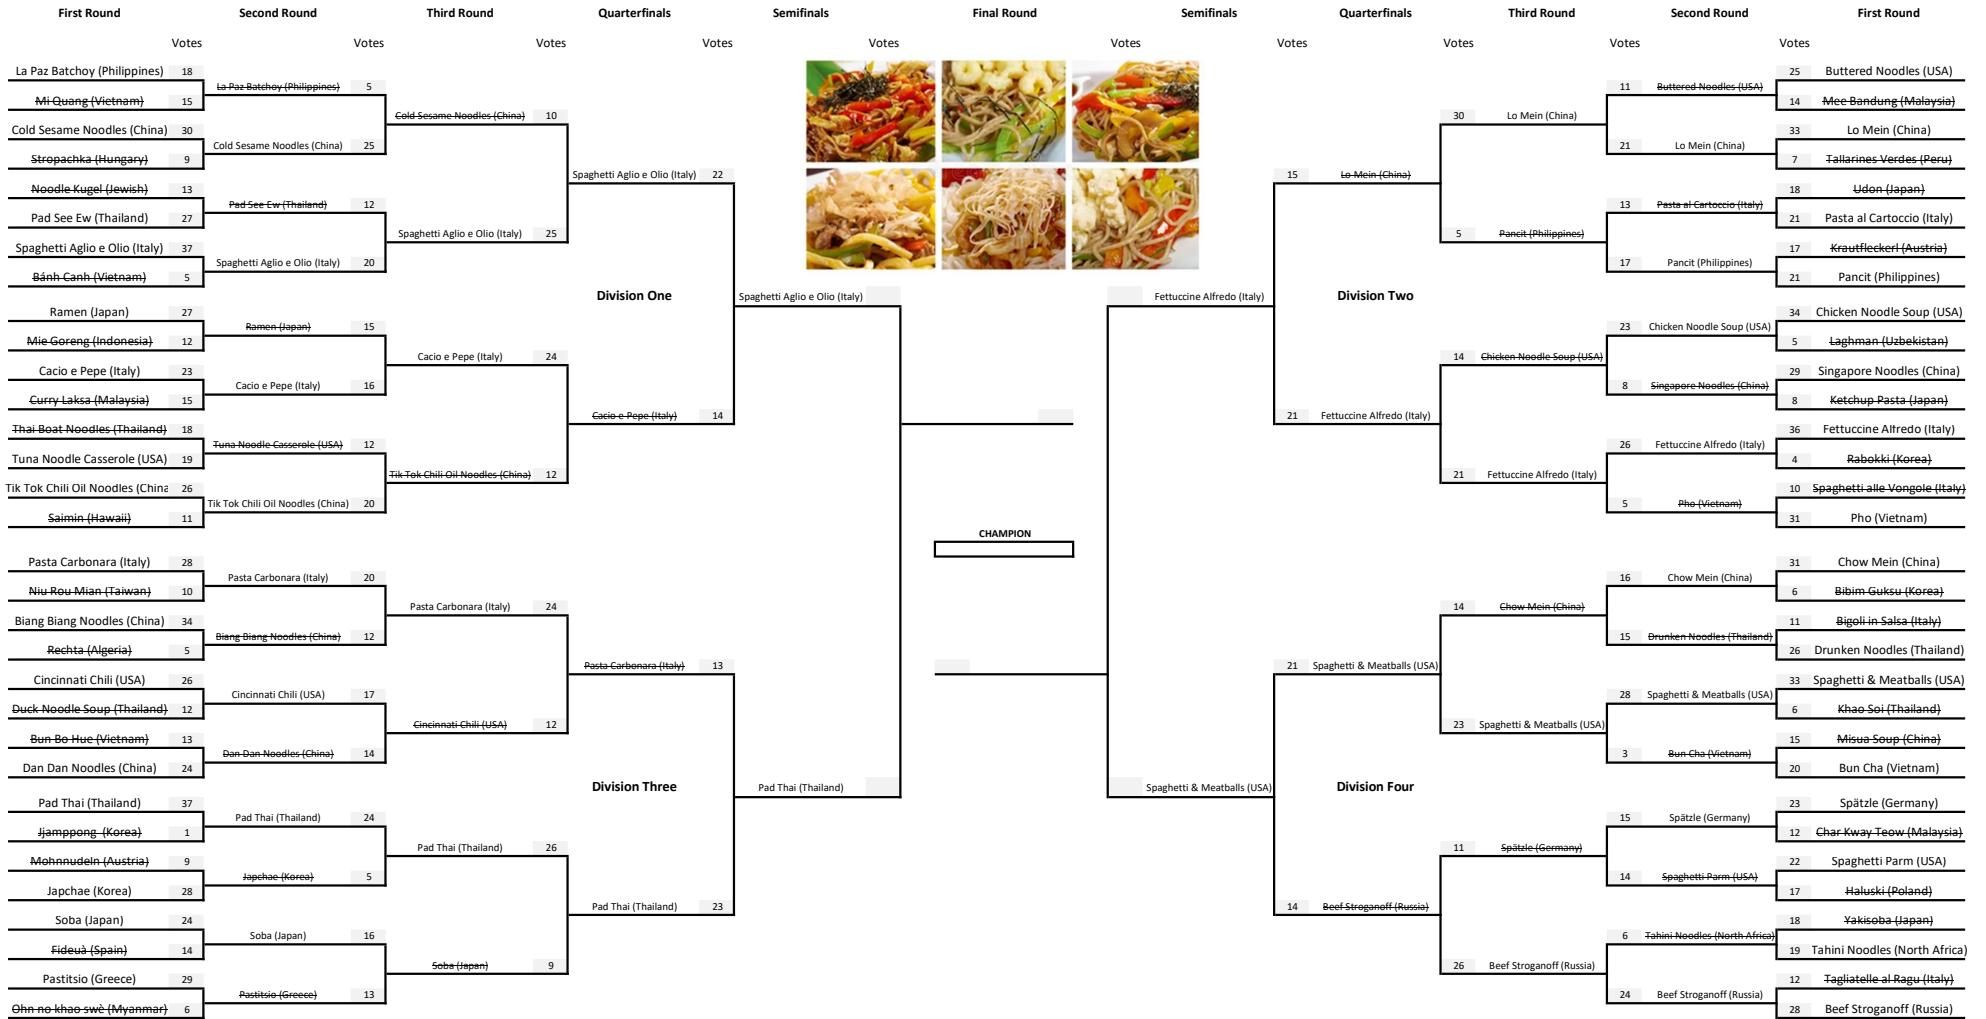 First Round Second Round Third Round Quarterfinals Semifinals Final Round Semifinals Quarterfinals Third Round Second Round First Round
Votes Votes Votes Votes Votes Votes Votes Votes Votes Votes
La Paz Batchoy (Philippines) 18 25 Buttered Noodles (USA)
La Paz Batchoy (Philippines) 5 11 Buttered Noodles (USA)
Mi Quang (Vietnam) 15 14 Mee Bandung (Malaysia)
Cold Sesame Noodles (China) 10 30 Lo Mein (China)
Cold Sesame Noodles (China) 30 33 Lo Mein (China)
Cold Sesame Noodles (China) 25 21 Lo Mein (China)
Stropachka (Hungary) 9 7 Tallarines Verdes (Peru)
Spaghetti Aglio e Olio (Italy) 22 15 Lo Mein (China)
Noodle Kugel (Jewish) 13 18 Udon (Japan)
Pad See Ew (Thailand) 12 13 Pasta al Cartoccio (Italy)
Pad See Ew (Thailand) 27 21 Pasta al Cartoccio (Italy)
Spaghetti Aglio e Olio (Italy) 25 5 Pancit (Philippines)
Spaghetti Aglio e Olio (Italy) 37 17 Krautfleckerl (Austria)
Spaghetti Aglio e Olio (Italy) 20 17 Pancit (Philippines)
Bánh Canh (Vietnam) 5 21 Pancit (Philippines)
Division One Spaghetti Aglio e Olio (Italy) Fettuccine Alfredo (Italy) Division Two
Ramen (Japan) 27 34 Chicken Noodle Soup (USA)
Ramen (Japan) 15 23 Chicken Noodle Soup (USA)
Mie Goreng (Indonesia) 12 5 Laghman (Uzbekistan)
Cacio e Pepe (Italy) 24 14 Chicken Noodle Soup (USA)
Cacio e Pepe (Italy) 23 29 Singapore Noodles (China)
Cacio e Pepe (Italy) 16 8 Singapore Noodles (China)
Curry Laksa (Malaysia) 15 8 Ketchup Pasta (Japan)
Cacio e Pepe (Italy) 14 21 Fettuccine Alfredo (Italy)
Thai Boat Noodles (Thailand) 18 36 Fettuccine Alfredo (Italy)
Tuna Noodle Casserole (USA) 12 26 Fettuccine Alfredo (Italy)
Tuna Noodle Casserole (USA) 19 4 Rabokki (Korea)
Tik Tok Chili Oil Noodles (China) 12 21 Fettuccine Alfredo (Italy)
Tik Tok Chili Oil Noodles (China 26 10 Spaghetti alle Vongole (Italy)
Tik Tok Chili Oil Noodles (China) 20 5 Pho (Vietnam)
Saimin (Hawaii) 11 31 Pho (Vietnam)
CHAMPION
Pasta Carbonara (Italy) 28 31 Chow Mein (China)
Pasta Carbonara (Italy) 20 16 Chow Mein (China)
Niu Rou Mian (Taiwan) 10 6 Bibim Guksu (Korea)
Pasta Carbonara (Italy) 24 14 Chow Mein (China)
Biang Biang Noodles (China) 34 11 Bigoli in Salsa (Italy)
Biang Biang Noodles (China) 12 15 Drunken Noodles (Thailand)
Rechta (Algeria) 5 26 Drunken Noodles (Thailand)
Pasta Carbonara (Italy) 13 21 Spaghetti & Meatballs (USA)
Cincinnati Chili (USA) 26 33 Spaghetti & Meatballs (USA)
Cincinnati Chili (USA) 17 28 Spaghetti & Meatballs (USA)
Duck Noodle Soup (Thailand) 12 6 Khao Soi (Thailand)
Cincinnati Chili (USA) 12 23 Spaghetti & Meatballs (USA)
Bun Bo Hue (Vietnam) 13 15 Misua Soup (China)
Dan Dan Noodles (China) 14 3 Bun Cha (Vietnam)
Dan Dan Noodles (China) 24 20 Bun Cha (Vietnam)
Division Three Pad Thai (Thailand) Spaghetti & Meatballs (USA) Division Four
Pad Thai (Thailand) 37 23 Spätzle (Germany)
Pad Thai (Thailand) 24 15 Spätzle (Germany)
Jjamppong (Korea) 1 12 Char Kway Teow (Malaysia)
Pad Thai (Thailand) 26 11 Spätzle (Germany)
Mohnnudeln (Austria) 9 22 Spaghetti Parm (USA)
Japchae (Korea) 5 14 Spaghetti Parm (USA)
Japchae (Korea) 28 17 Haluski (Poland)
Pad Thai (Thailand) 23 14 Beef Stroganoff (Russia)
Soba (Japan) 24 18 Yakisoba (Japan)
Soba (Japan) 16 6 Tahini Noodles (North Africa)
Fideuà (Spain) 14 19 Tahini Noodles (North Africa)
Soba (Japan) 9 26 Beef Stroganoff (Russia)
Pastitsio (Greece) 29 12 Tagliatelle al Ragu (Italy)
Pastitsio (Greece) 13 24 Beef Stroganoff (Russia)
Ohn no khao swè (Myanmar) 6 28 Beef Stroganoff (Russia)